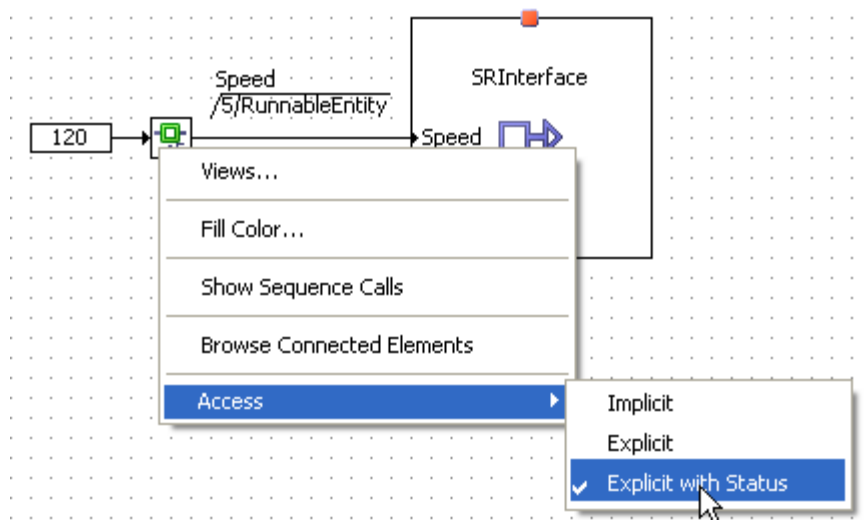 SRInterface
Speed
/5/RunnableEntity
120
Speed
Views...
Fill Color...
Show Sequence Calls
Browse Connected Elements
Access
Implicit
Explicit
Explicit with Status